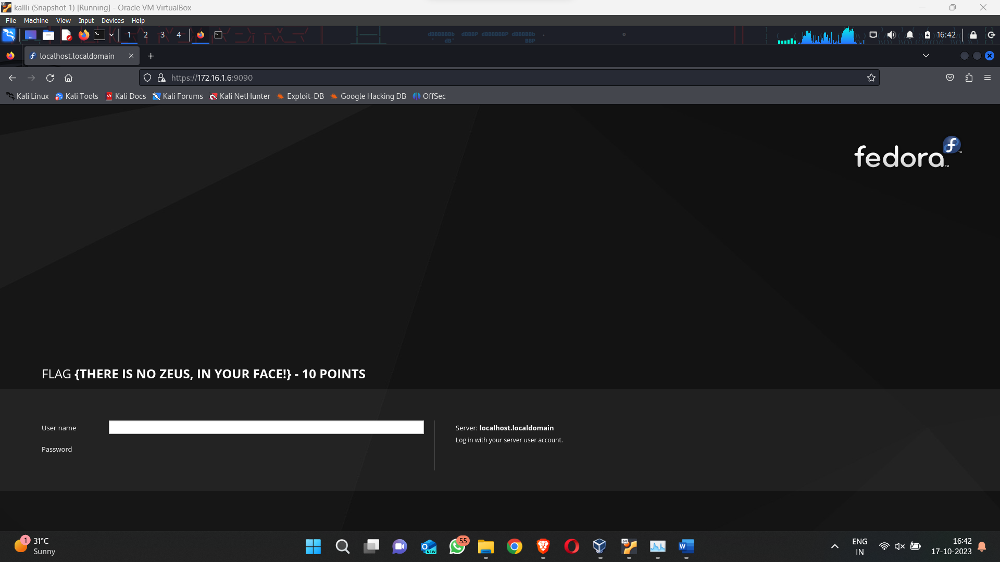 kallli (Snapshot 1) [Running] - Oracle VM VirtualBox
File Machine View Input Devices Help
1 2 3 4 16:42
localhost.localdomain
https://172.16.1.6:9090
Kali Linux Kali Tools Kali Docs Kali Forums Kali NetHunter Exploit-DB Google Hacking DB OffSec
fedora
FLAG {THERE IS NO ZEUS, IN YOUR FACE!} - 10 POINTS
User name
Password
Server: localhost.localdomain
Log in with your server user account.
1 31°C
Sunny
NEW
55
64
ENG
IN
16:42
17-10-2023